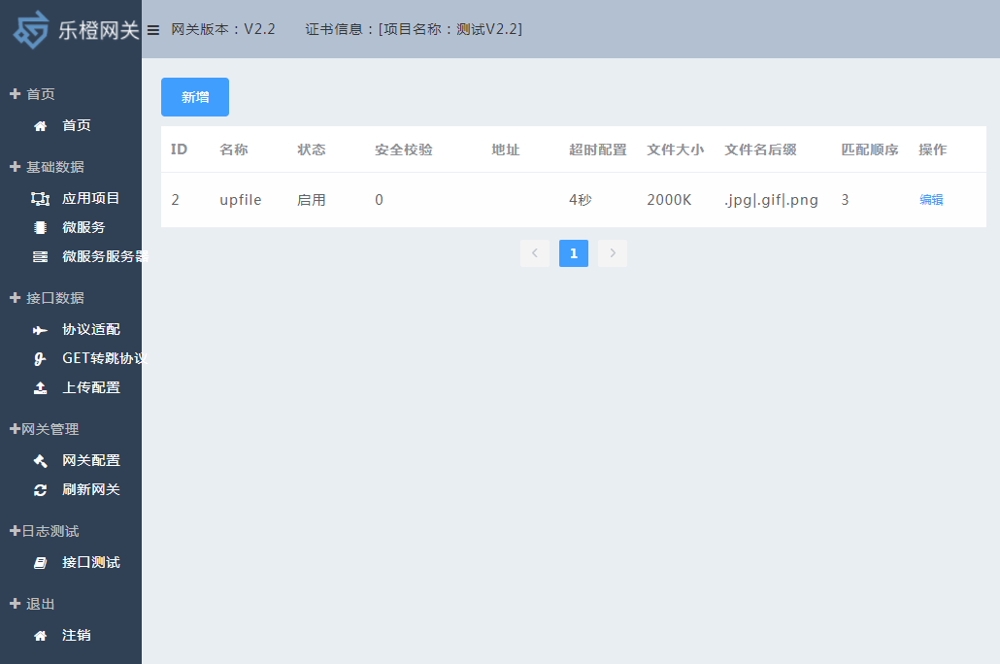 乐橙网关
网关版本：V2.2 证书信息：[项目名称：测试V2.2]
首页
首页
基础数据
应用项目
微服务
微服务服务器
接口数据
协议适配
GET转跳协议
上传配置
网关管理
网关配置
刷新网关
日志测试
接口测试
退出
注销
新增
ID 名称 状态 安全校验 地址 超时配置 文件大小 文件名后缀 匹配顺序 操作
2 upfile 启用 0 4秒 2000K .jpg|.gif|.png 3 编辑
1